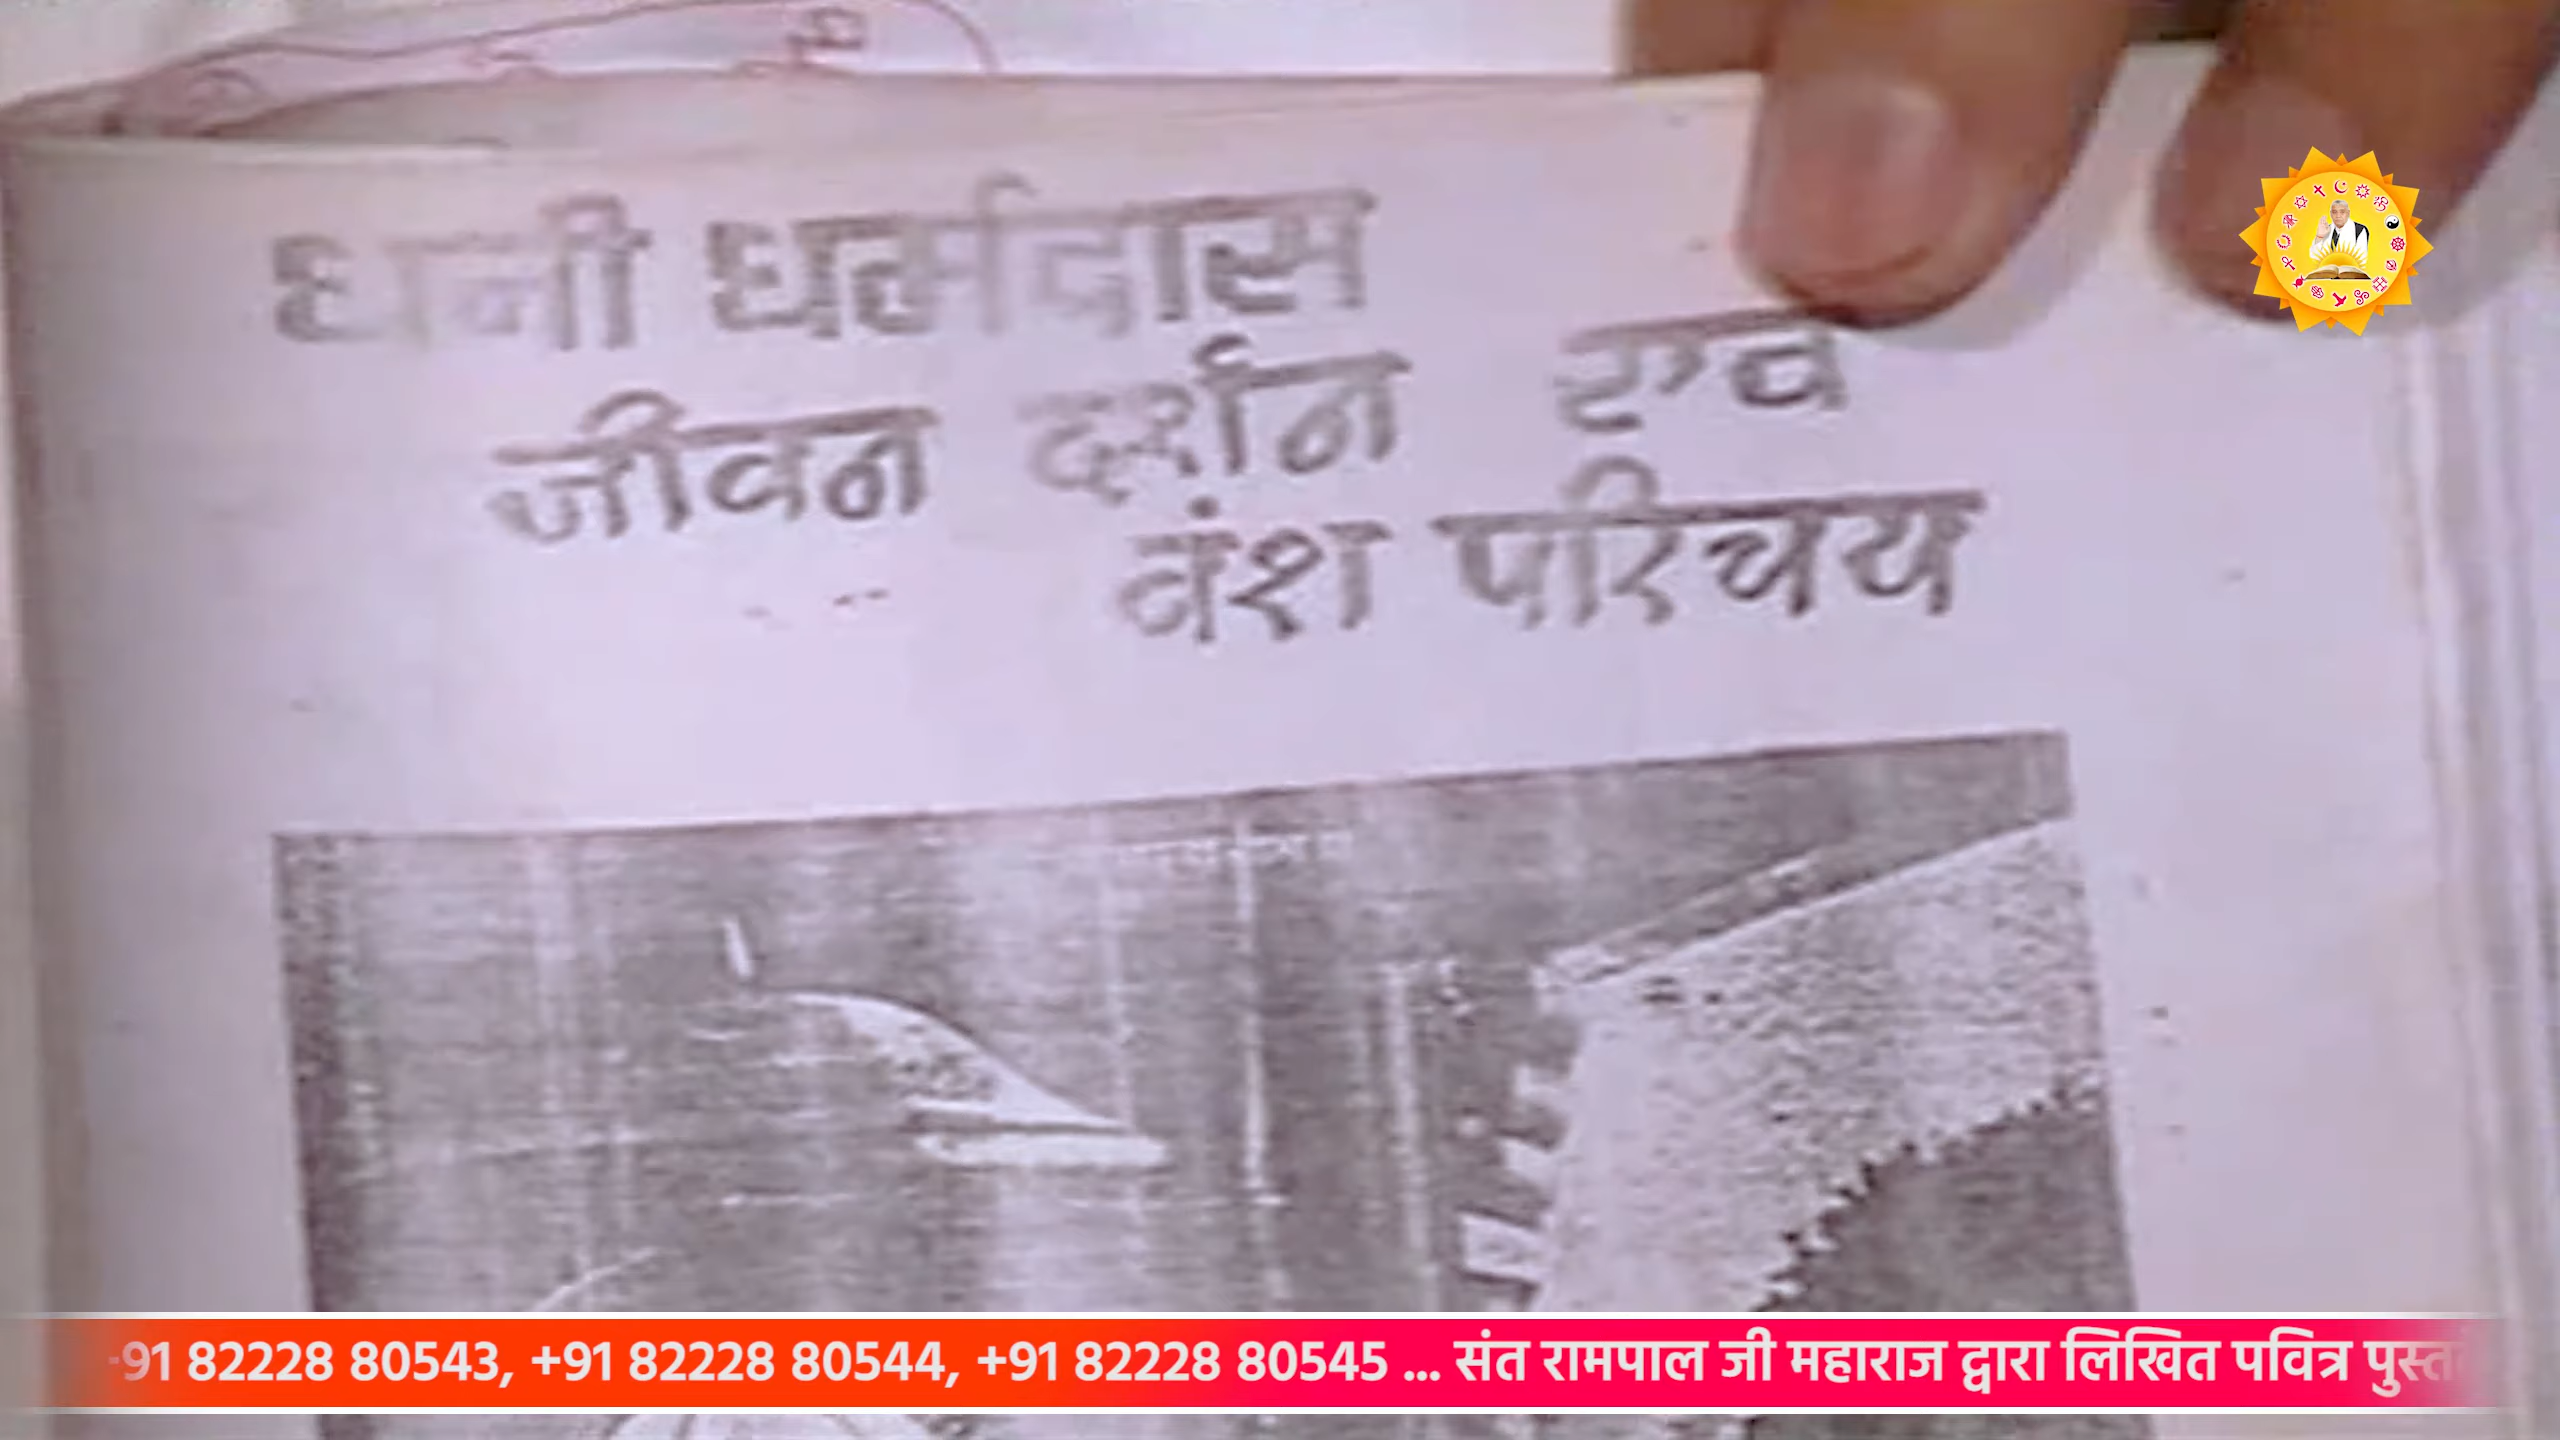 धनी धर्मदास
जीवन दर्शन एवं
वंश परिचय
91 82228 80543, +91 82228 80544, +91 82228 80545 ... संत रामपाल जी महाराज द्वारा लिखित पवित्र